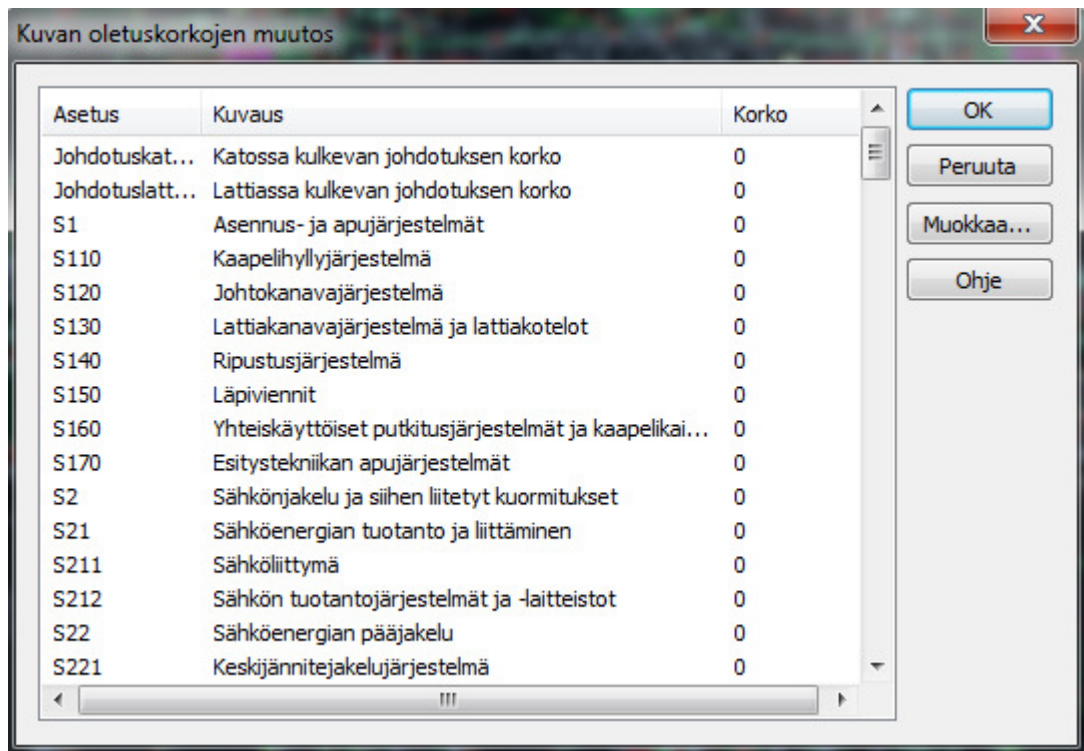 Kuvan oletuskorkojen muutos
Asetus Kuvaus Korko
Johdotuskat... Katossa kulkevan johdotuksen korko 0
Johdotuslatt... Lattiassa kulkevan johdotuksen korko 0
S1 Asennus- ja apujärjestelmät 0
S110 Kaapelihyllyjärjestelmä 0
S120 Johtokanavajärjestelmä 0
S130 Lattiakanavajärjestelmä ja lattiakotelot 0
S140 Ripustusjärjestelmä 0
S150 Läpiviennit 0
S160 Yhteiskäyttöiset putkitusjärjestelmät ja kaapelikai... 0
S170 Esitystekniikan apujärjestelmät 0
S2 Sähkönjakelu ja siihen liitetyt kuormitukset 0
S21 Sähköenergian tuotanto ja liittäminen 0
S211 Sähköliittymä 0
S212 Sähkön tuotantojärjestelmät ja -laitteistot 0
S22 Sähköenergian pääjakelu 0
S221 Keskijännitejakelujärjestelmä 0
OK
Peruuta
Muokkaa...
Ohje